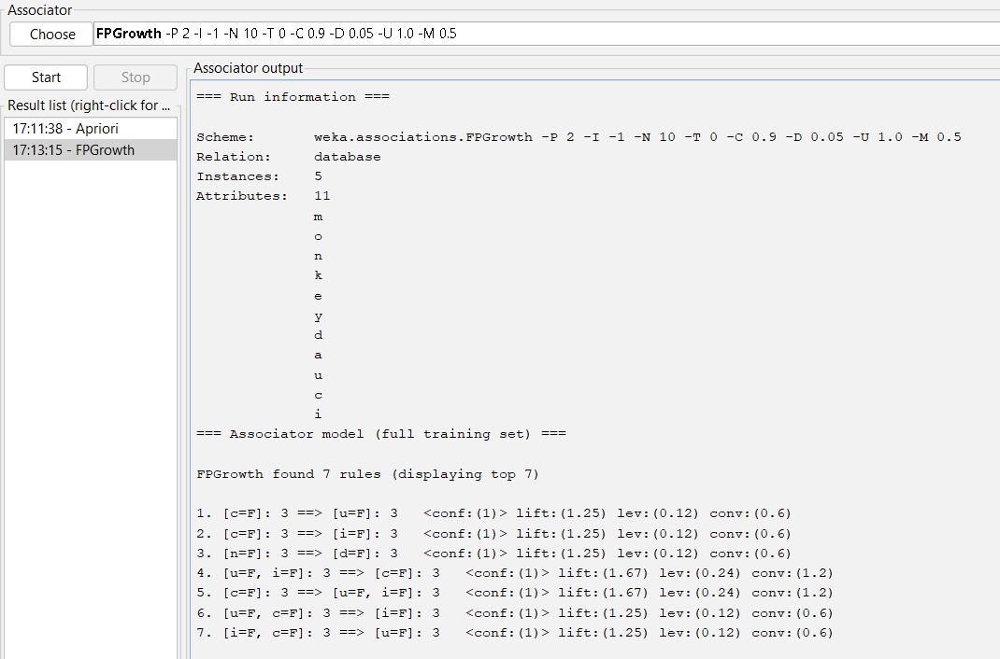 Associator
Choose FPGrowth -P 2 -I -1 -N 10 -T 0 -C 0.9 -D 0.05 -U 1.0 -M 0.5
Start Stop
Result list (right-click for ...
17:11:38 - Apriori
17:13:15 - FPGrowth
Associator output
=== Run information ===
Scheme: weka.associations.FPGrowth -P 2 -I -1 -N 10 -T 0 -C 0.9 -D 0.05 -U 1.0 -M 0.5
Relation: database
Instances: 5
Attributes: 11
m
o
n
k
e
y
d
a
u
c
i
=== Associator model (full training set) ===
FPGrowth found 7 rules (displaying top 7)
1. [c=F]: 3 ==> [u=F]: 3 <conf:(1)> lift:(1.25) lev:(0.12) conv:(0.6)
2. [c=F]: 3 ==> [i=F]: 3 <conf:(1)> lift:(1.25) lev:(0.12) conv:(0.6)
3. [n=F]: 3 ==> [d=F]: 3 <conf:(1)> lift:(1.25) lev:(0.12) conv:(0.6)
4. [u=F, i=F]: 3 ==> [c=F]: 3 <conf:(1)> lift:(1.67) lev:(0.24) conv:(1.2)
5. [c=F]: 3 ==> [u=F, i=F]: 3 <conf:(1)> lift:(1.67) lev:(0.24) conv:(1.2)
6. [u=F, c=F]: 3 ==> [i=F]: 3 <conf:(1)> lift:(1.25) lev:(0.12) conv:(0.6)
7. [i=F, c=F]: 3 ==> [u=F]: 3 <conf:(1)> lift:(1.25) lev:(0.12) conv:(0.6)